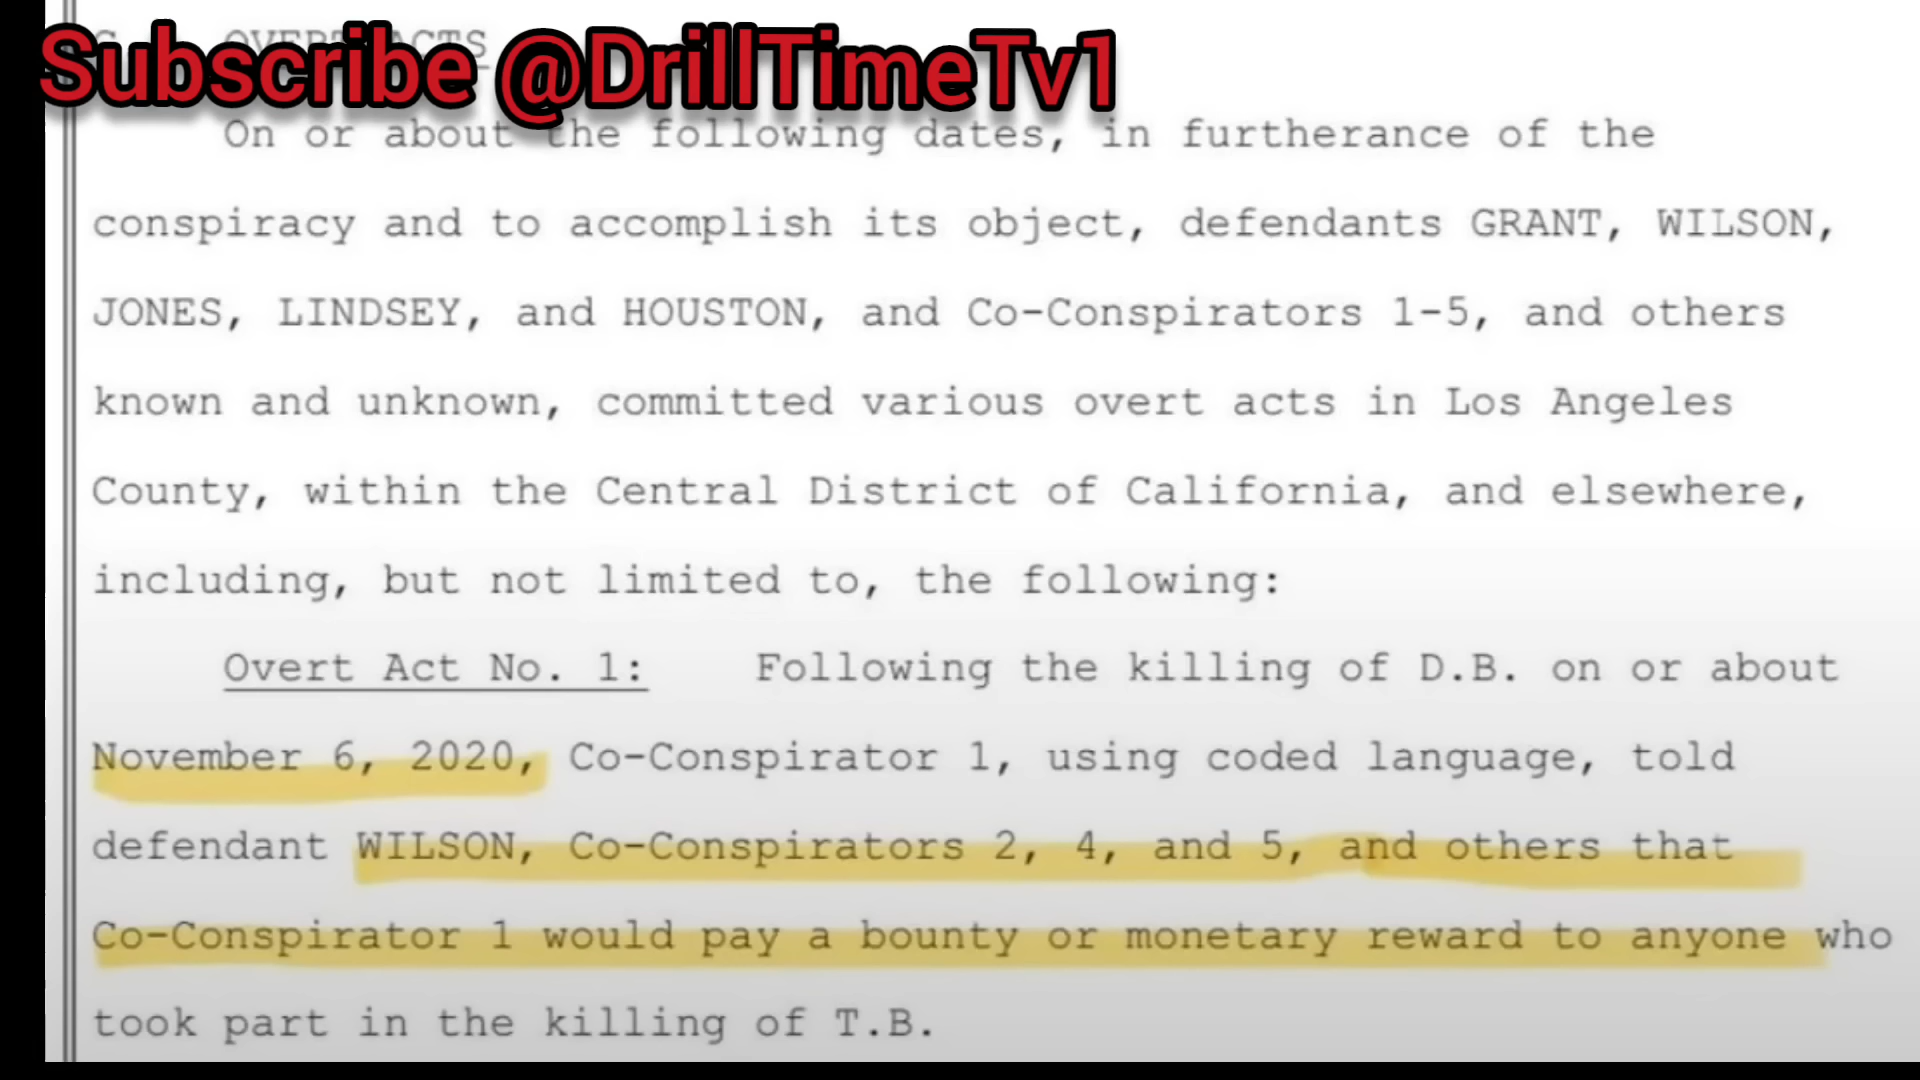 Subscribe @DrillTimeTv1
OVERT ACTS
On or about the following dates, in furtherance of the
conspiracy and to accomplish its object, defendants GRANT, WILSON,
JONES, LINDSEY, and HOUSTON, and Co-Conspirators 1-5, and others
known and unknown, committed various overt acts in Los Angeles
County, within the Central District of California, and elsewhere,
including, but not limited to, the following:
Overt Act No. 1: Following the killing of D.B. on or about
November 6, 2020, Co-Conspirator 1, using coded language, told
defendant WILSON, Co-Conspirators 2, 4, and 5, and others that
Co-Conspirator 1 would pay a bounty or monetary reward to anyone who
took part in the killing of T.B.